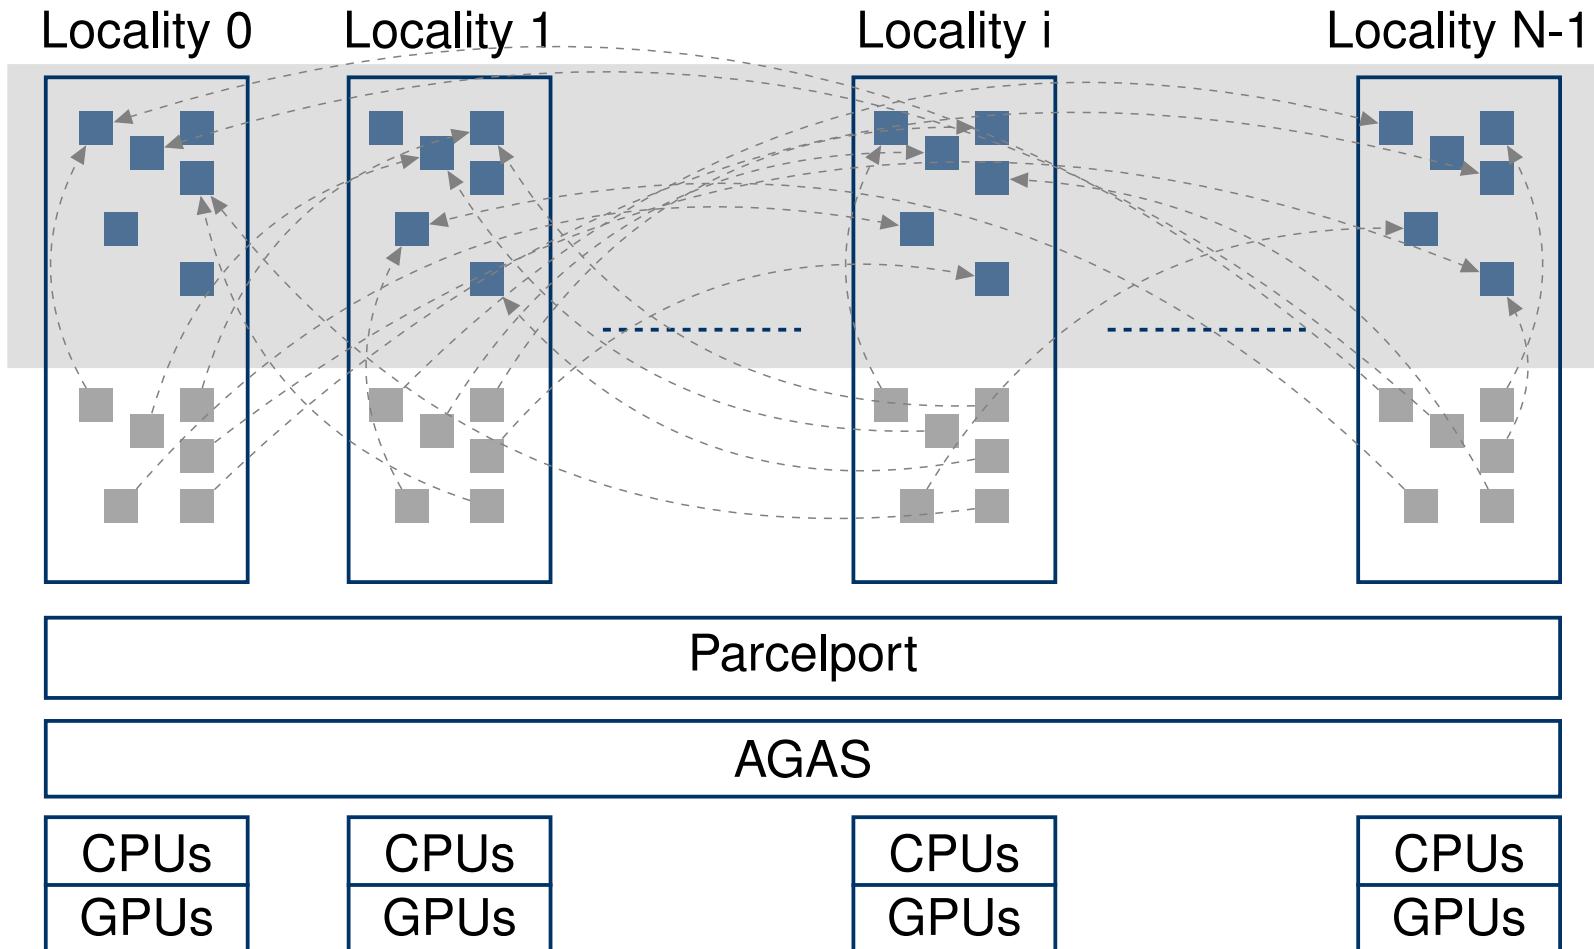 Locality 0 Locality 1 Locality i Locality N-1
Parcelport
AGAS
CPUs CPUs CPUs CPUs
GPUs GPUs GPUs GPUs